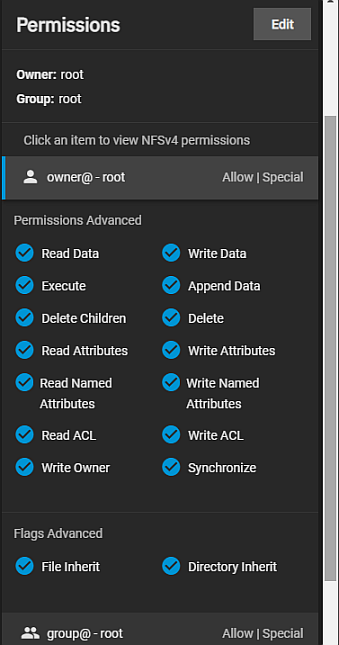 Permissions
Edit
Owner: root
Group: root
Click an item to view NFSv4 permissions
owner@ - root
Allow | Special
Permissions Advanced
Read Data
Write Data
Execute
Append Data
Delete Children
Delete
Read Attributes
Write Attributes
Read Named
Attributes
Write Named
Attributes
Read ACL
Write ACL
Write Owner
Synchronize
Flags Advanced
File Inherit
Directory Inherit
group@ - root
Allow | Special